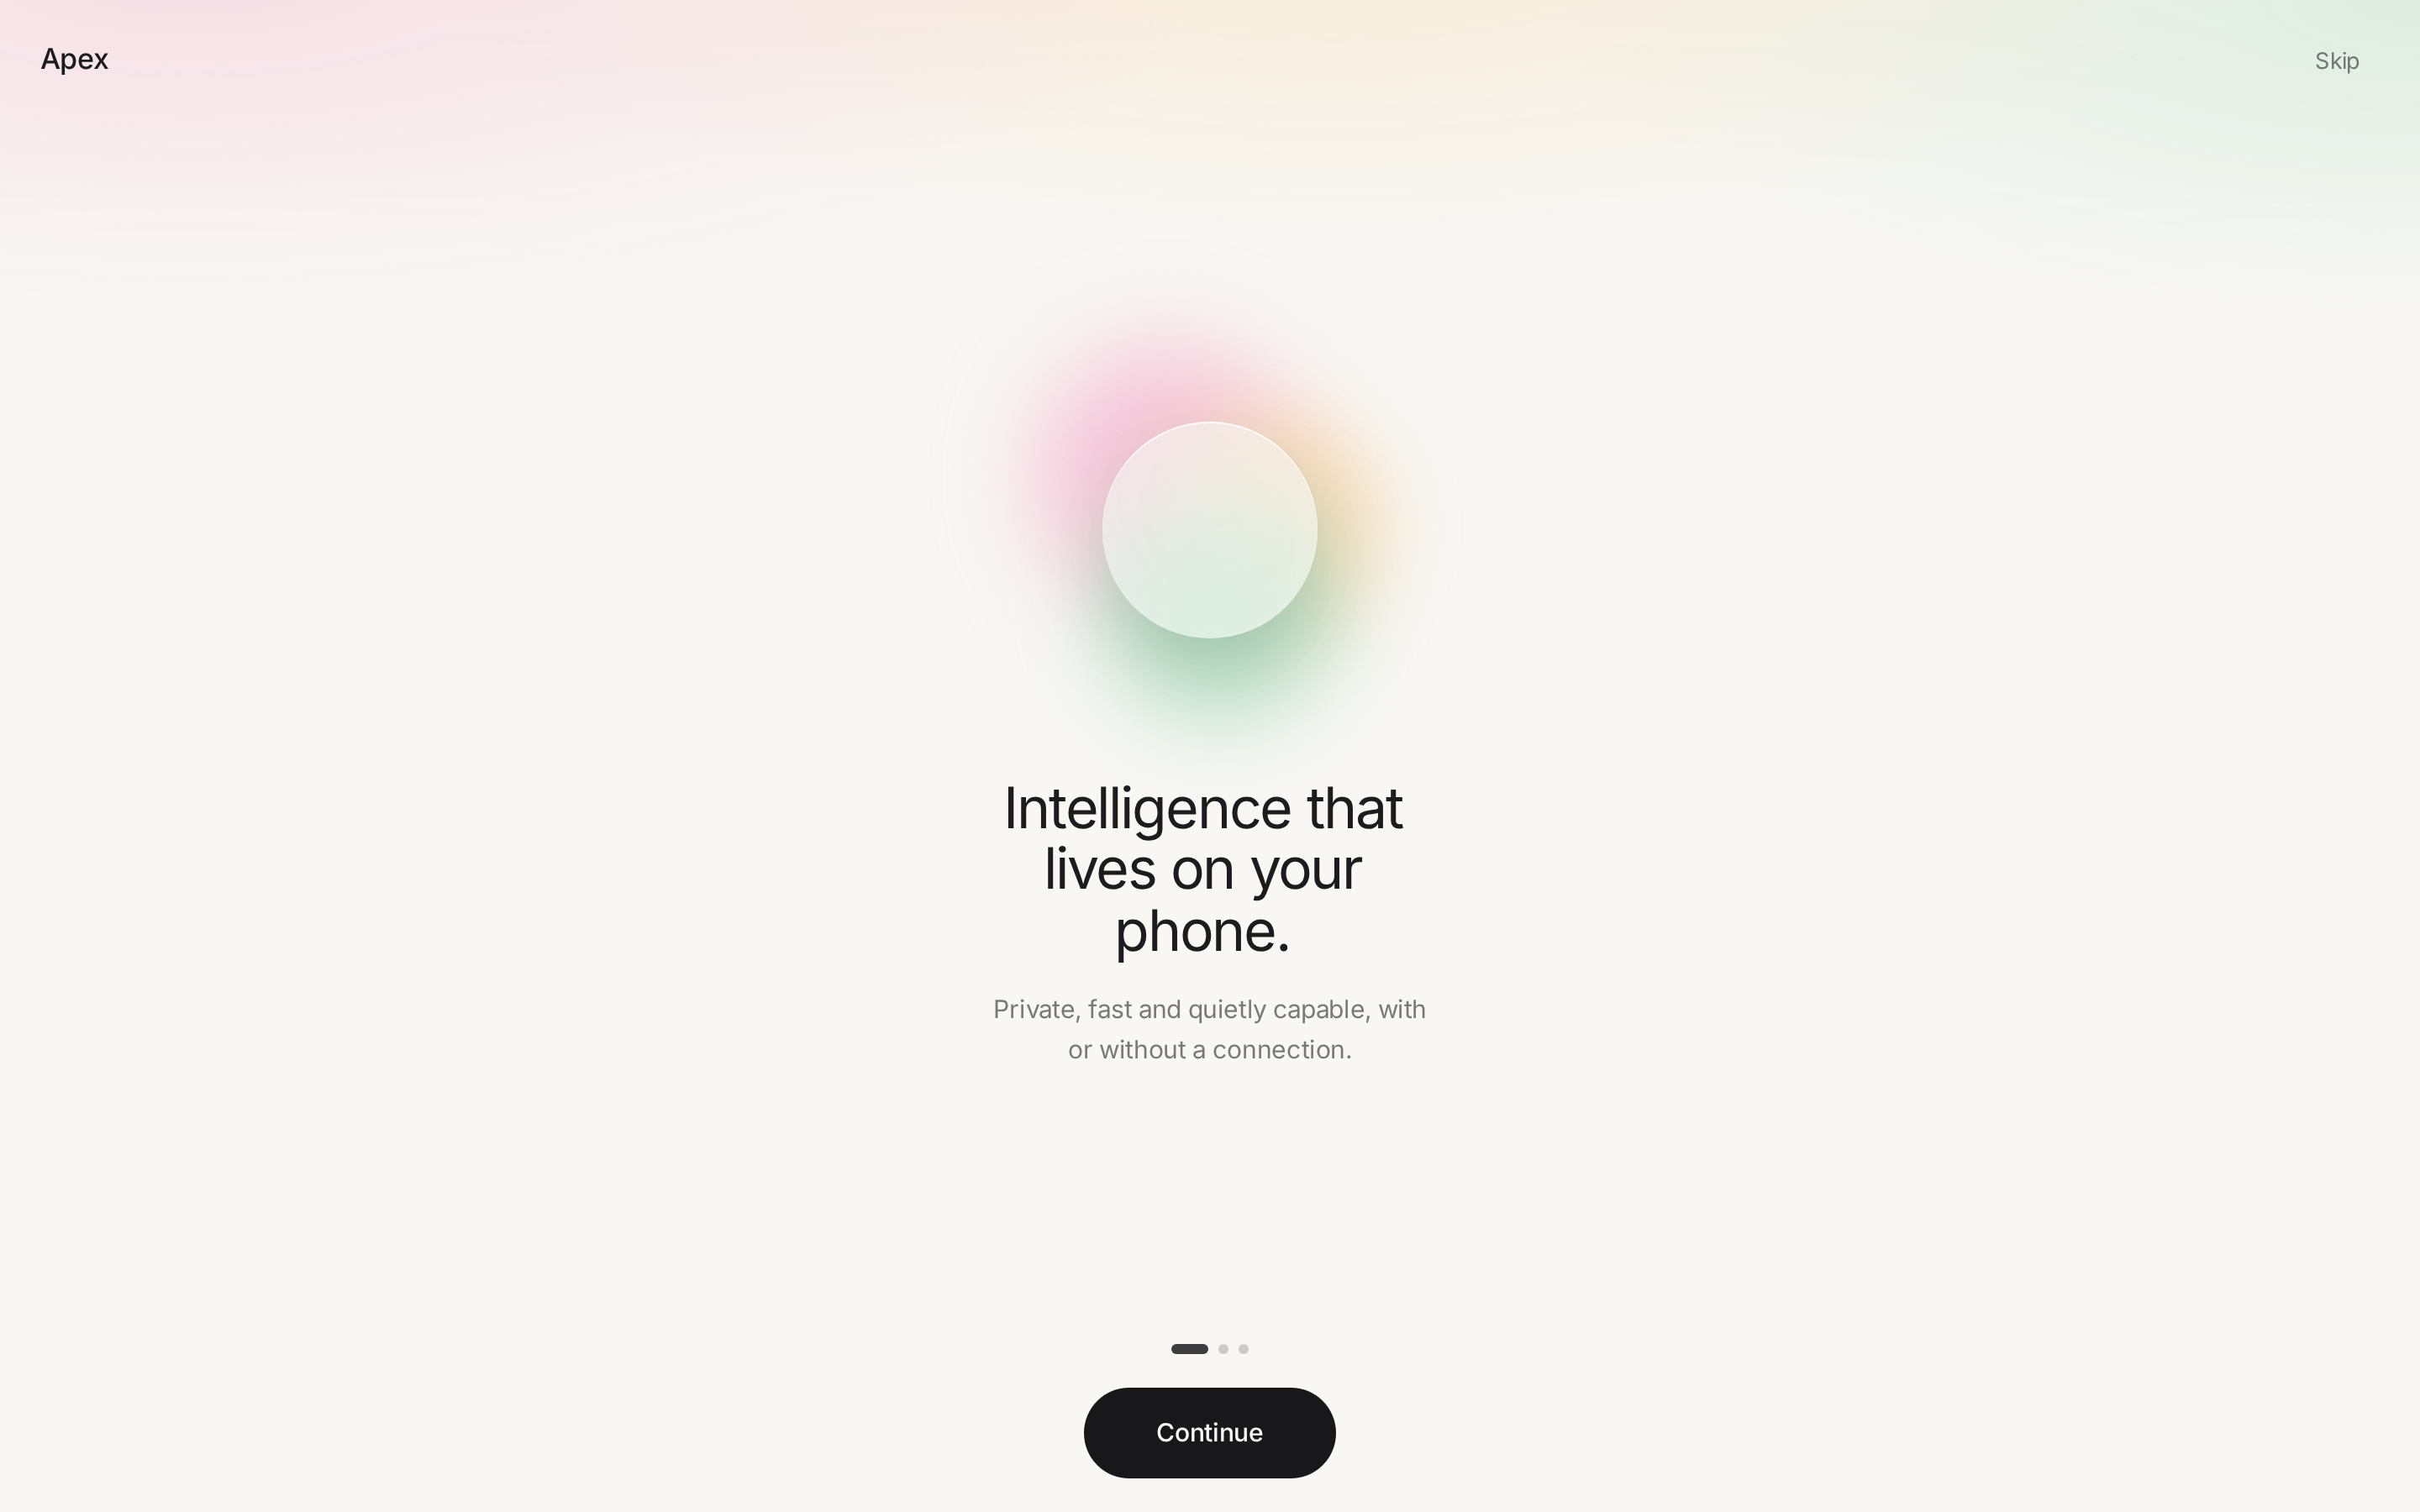 Apex
Skip
Intelligence that
lives on your
phone.
Private, fast and quietly capable, with
or without a connection.
Continue